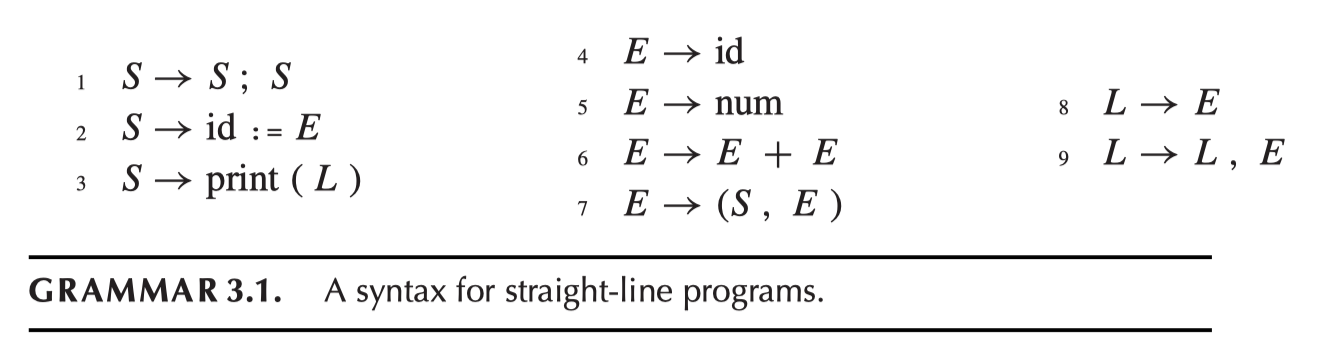 1 S → S ; S
2 S → id := E
3 S → print ( L )
4 E → id
5 E → num
6 E → E + E
7 E → (S , E )
8 L → E
9 L → L , E
GRAMMAR 3.1. A syntax for straight-line programs.